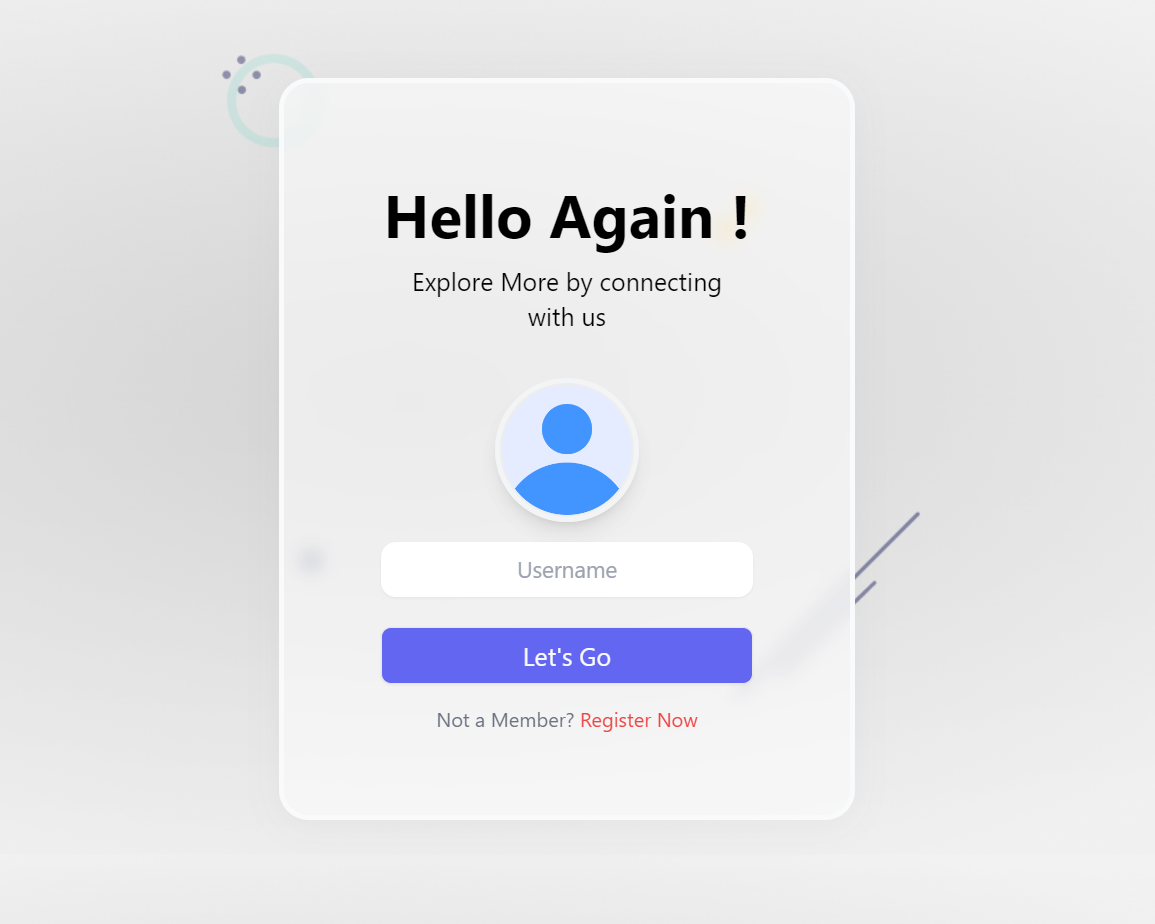 Hello Again !
Explore More by connecting
with us
Username
Let's Go
Not a Member? Register Now